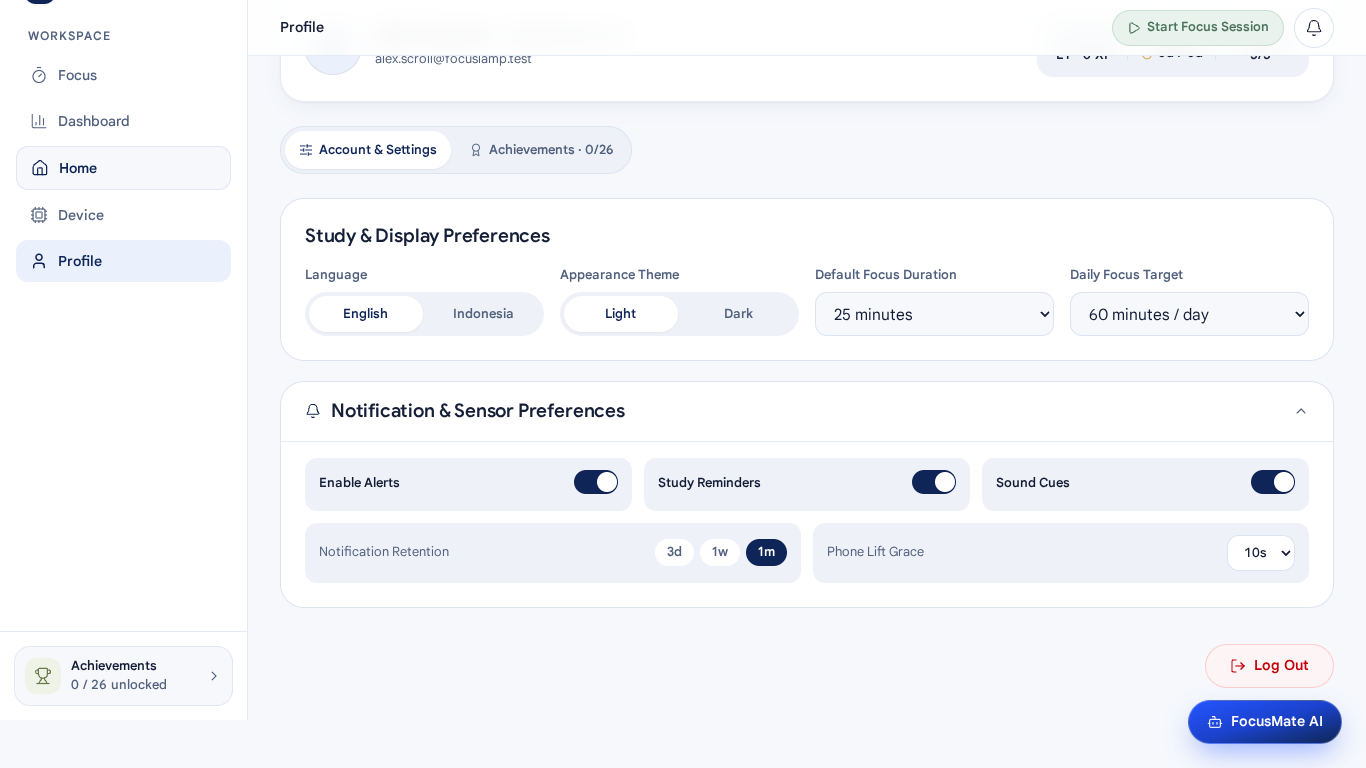 Profile
Start Focus Session
alex.scroll@focuslamp.test
WORKSPACE
Focus
Dashboard
Home
Device
Profile
Achievements
0 / 26 unlocked
Account & Settings
Achievements · 0/26
Study & Display Preferences
Language
Appearance Theme
Default Focus Duration
Daily Focus Target
English
Indonesia
Light
Dark
25 minutes
60 minutes / day
Notification & Sensor Preferences
Enable Alerts
Study Reminders
Sound Cues
Notification Retention
3d
1w
1m
Phone Lift Grace
10s
Log Out
FocusMate AI